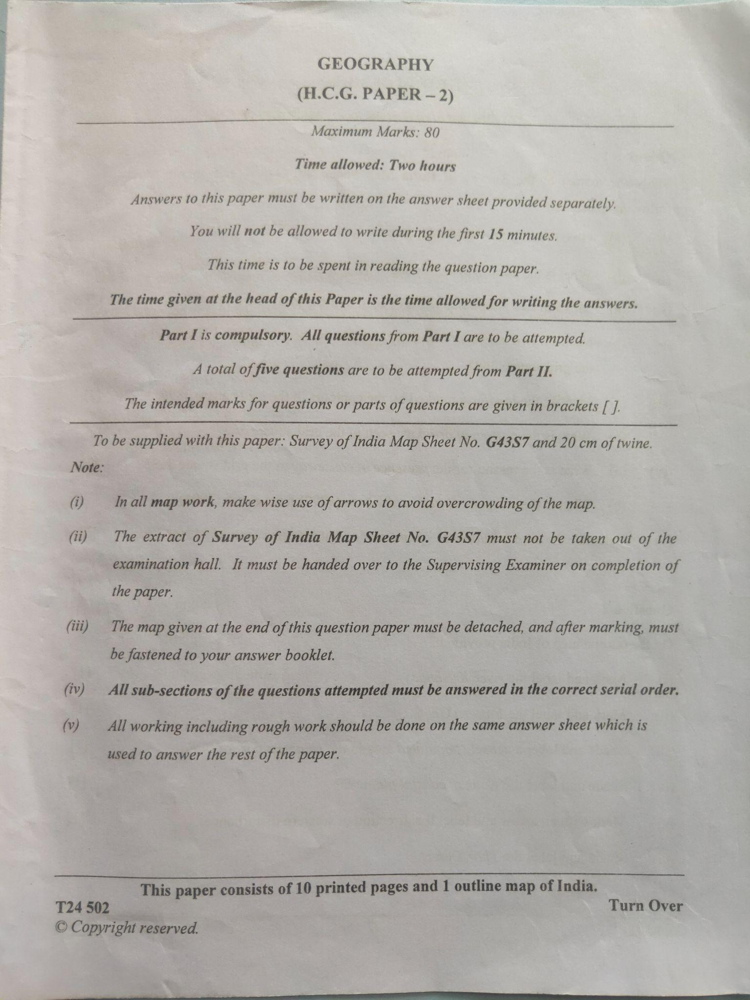 GEOGRAPHY
(H.C.G. PAPER – 2)
Maximum Marks: 80
Time allowed: Two hours
Answers to this paper must be written on the answer sheet provided separately.
You will not be allowed to write during the first 15 minutes.
This time is to be spent in reading the question paper.
The time given at the head of this Paper is the time allowed for writing the answers.
Part I is compulsory. All questions from Part I are to be attempted.
A total of five questions are to be attempted from Part II.
The intended marks for questions or parts of questions are given in brackets [ ].
To be supplied with this paper: Survey of India Map Sheet No. G43S7 and 20 cm of twine.
Note:
(i) In all map work, make wise use of arrows to avoid overcrowding of the map.
(ii) The extract of Survey of India Map Sheet No. G43S7 must not be taken out of the
examination hall. It must be handed over to the Supervising Examiner on completion of
the paper.
(iii) The map given at the end of this question paper must be detached, and after marking, must
be fastened to your answer booklet.
(iv) All sub-sections of the questions attempted must be answered in the correct serial order.
(v) All working including rough work should be done on the same answer sheet which is
used to answer the rest of the paper.
This paper consists of 10 printed pages and 1 outline map of India.
T24 502 Turn Over
© Copyright reserved.